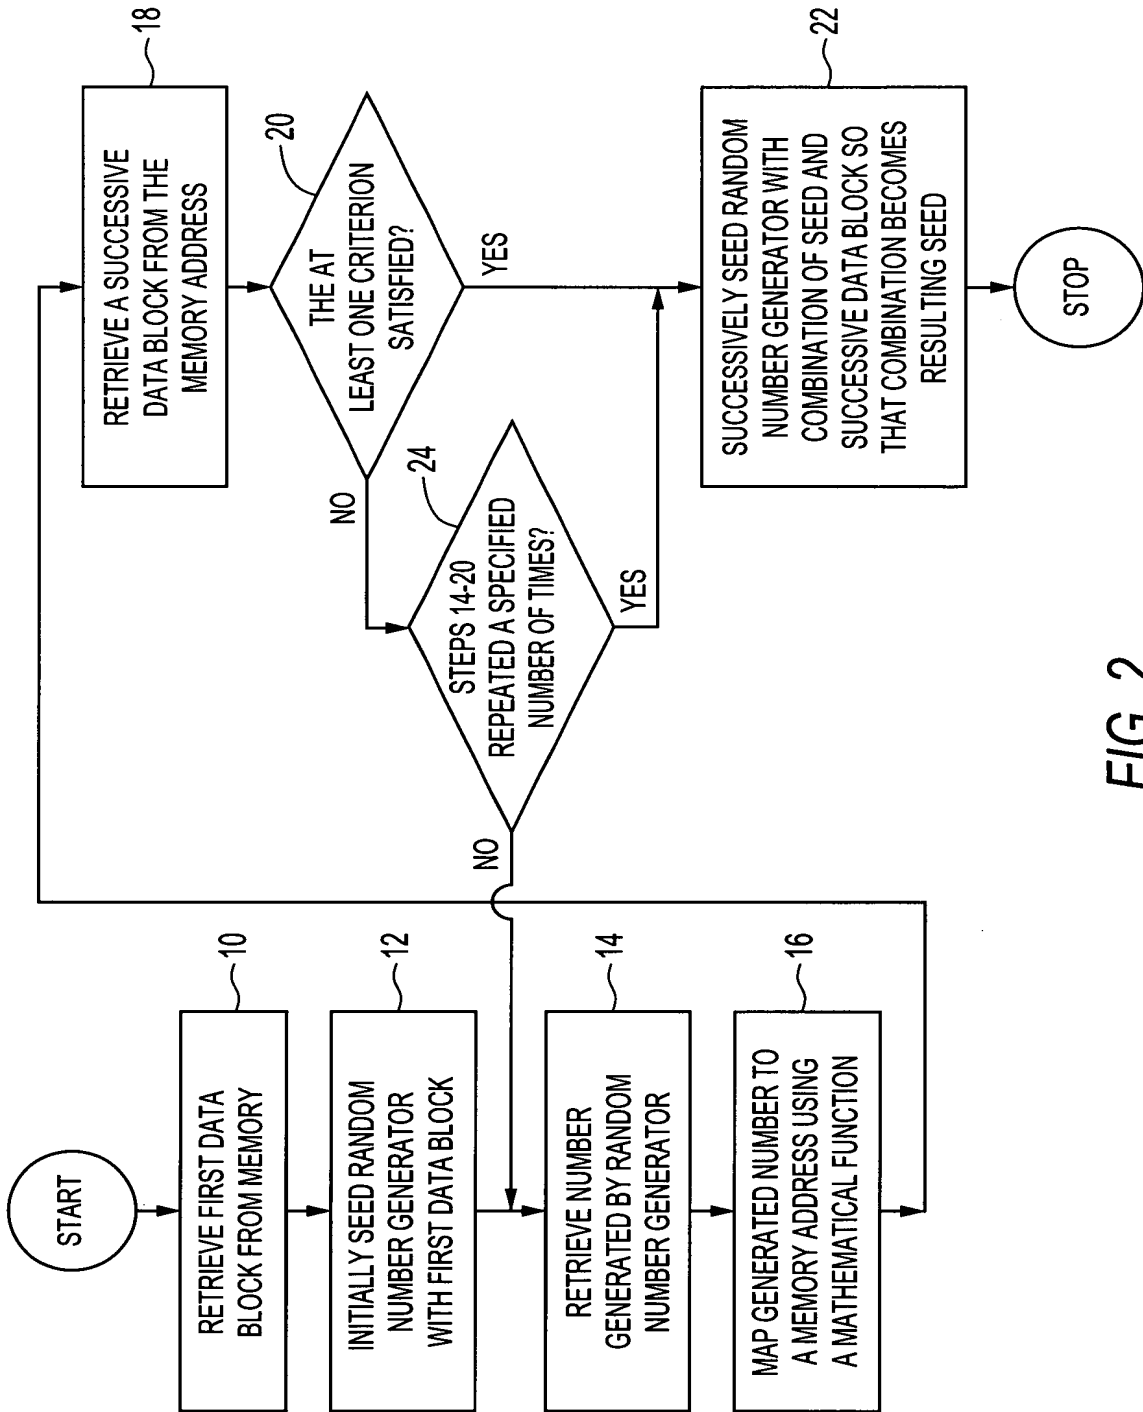 START
RETRIEVE FIRST DATA
BLOCK FROM MEMORY
10
INITIALLY SEED RANDOM
NUMBER GENERATOR
WITH FIRST DATA BLOCK
12
RETRIEVE NUMBER
GENERATED BY RANDOM
NUMBER GENERATOR
14
MAP GENERATED NUMBER TO
A MEMORY ADDRESS USING
A MATHEMATICAL FUNCTION
16
RETRIEVE A SUCCESSIVE
DATA BLOCK FROM THE
MEMORY ADDRESS
18
THE AT
LEAST ONE CRITERION
SATISFIED?
20
YES
NO
STEPS 14-20
REPEATED A SPECIFIED
NUMBER OF TIMES?
24
YES
NO
SUCCESSIVELY SEED RANDOM
NUMBER GENERATOR WITH
COMBINATION OF SEED AND
SUCCESSIVE DATA BLOCK SO
THAT COMBINATION BECOMES
RESULTING SEED
22
STOP
FIG. 2